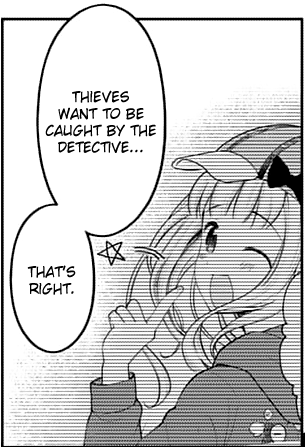 THIEVES
WANT TO BE
CAUGHT BY THE
DETECTIVE...
THAT'S
RIGHT.